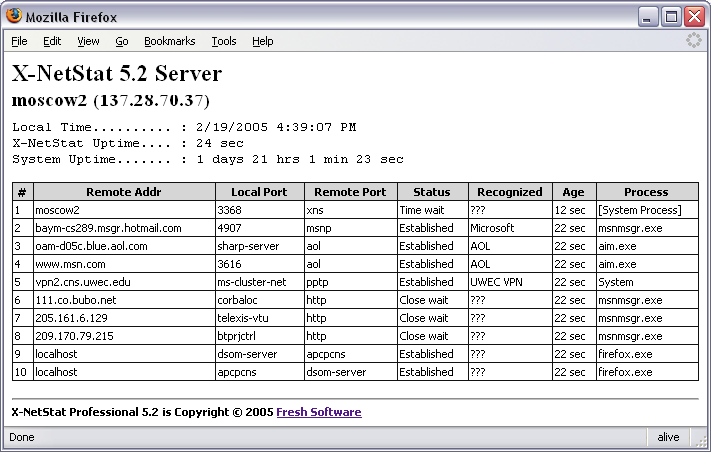 Mozilla Firefox
File Edit View Go Bookmarks Tools Help
X-NetStat 5.2 Server
moscow2 (137.28.70.37)
Local Time.......... : 2/19/2005 4:39:07 PM
X-NetStat Uptime.... : 24 sec
System Uptime....... : 1 days 21 hrs 1 min 23 sec
# Remote Addr Local Port Remote Port Status Recognized Age Process
1 moscow2 3368 xns Time wait ??? 12 sec [System Process]
2 baym-cs289.msgr.hotmail.com 4907 msnp Established Microsoft 22 sec msnmsgr.exe
3 oam-d05c.blue.aol.com sharp-server aol Established AOL 22 sec aim.exe
4 www.msn.com 3616 aol Established AOL 22 sec aim.exe
5 vpn2.cns.uwec.edu ms-cluster-net pptp Established UWEC VPN 22 sec System
6 111.co.bubo.net corbaloc http Close wait ??? 22 sec msnmsgr.exe
7 205.161.6.129 telexis-vtu http Close wait ??? 22 sec msnmsgr.exe
8 209.170.79.215 btprjctrl http Close wait ??? 22 sec msnmsgr.exe
9 localhost dsom-server apcpcns Established ??? 22 sec firefox.exe
10 localhost apcpcns dsom-server Established ??? 22 sec firefox.exe
X-NetStat Professional 5.2 is Copyright © 2005 Fresh Software
Done alive